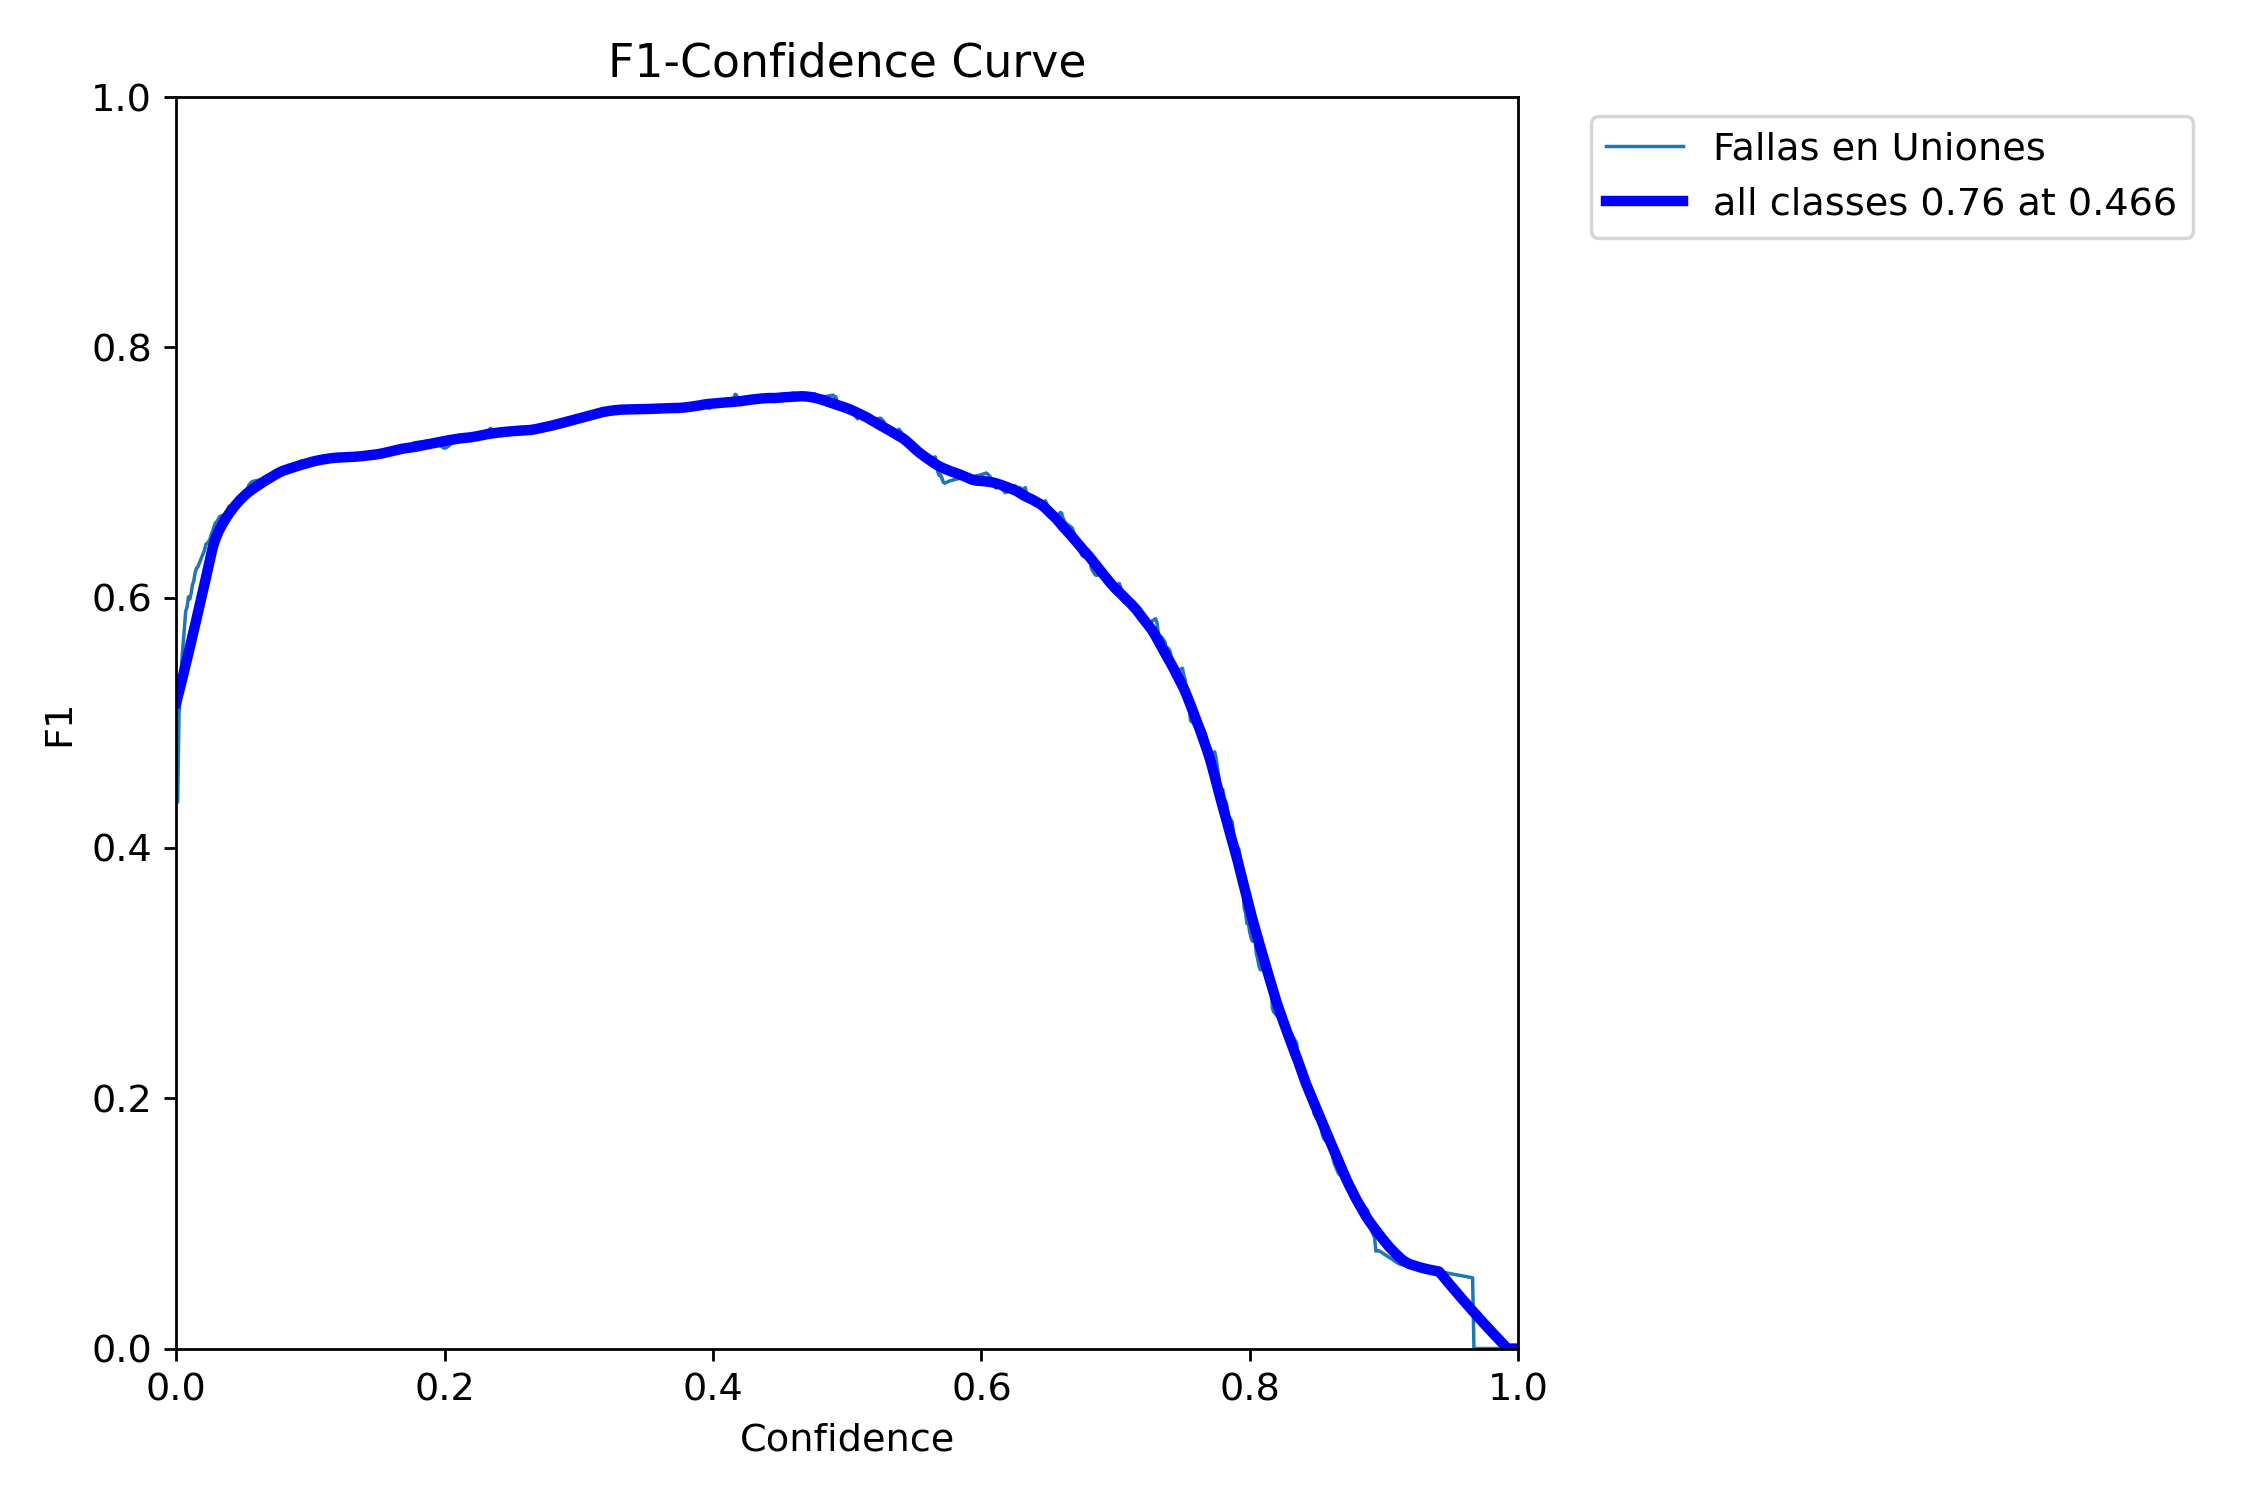 F1-Confidence Curve
1.0
0.8
0.6
0.4
0.2
0.0
F1
0.0 0.2 0.4 0.6 0.8 1.0
Confidence
Fallas en Uniones
all classes 0.76 at 0.466